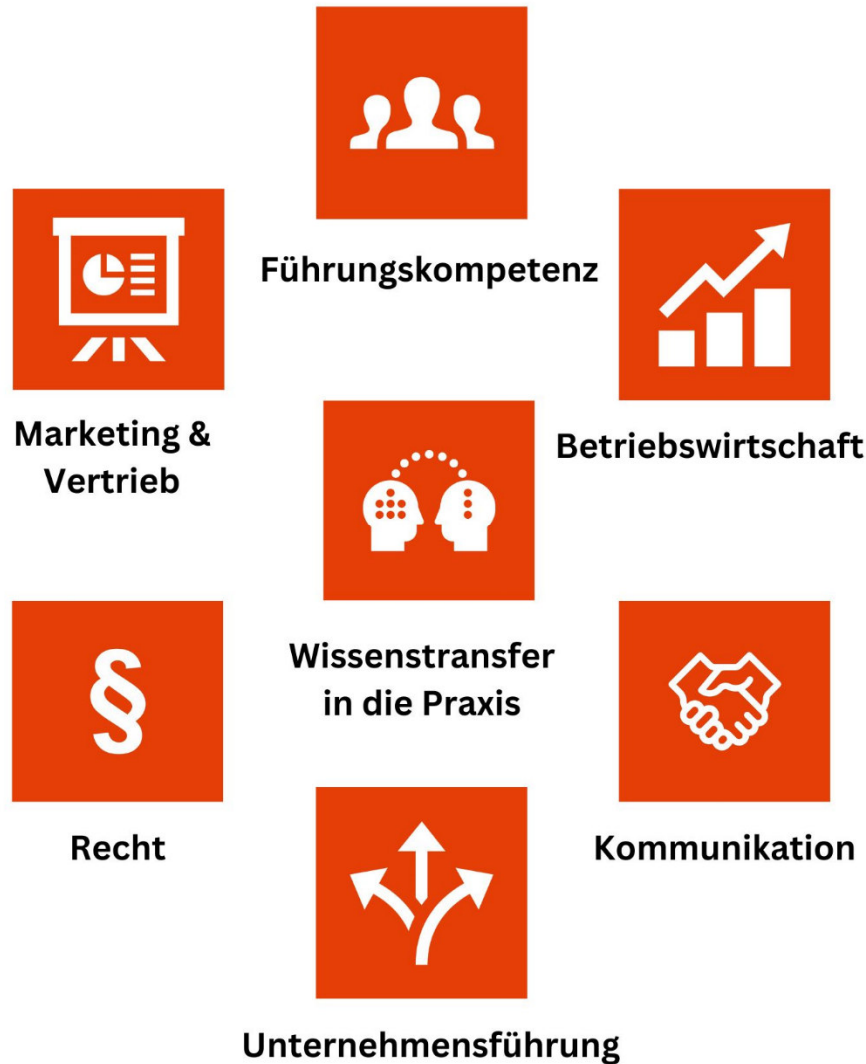 Führungskompetenz
Marketing &
Vertrieb
Betriebswirtschaft
Wissenstransfer
in die Praxis
§
Recht
Kommunikation
Unternehmensführung